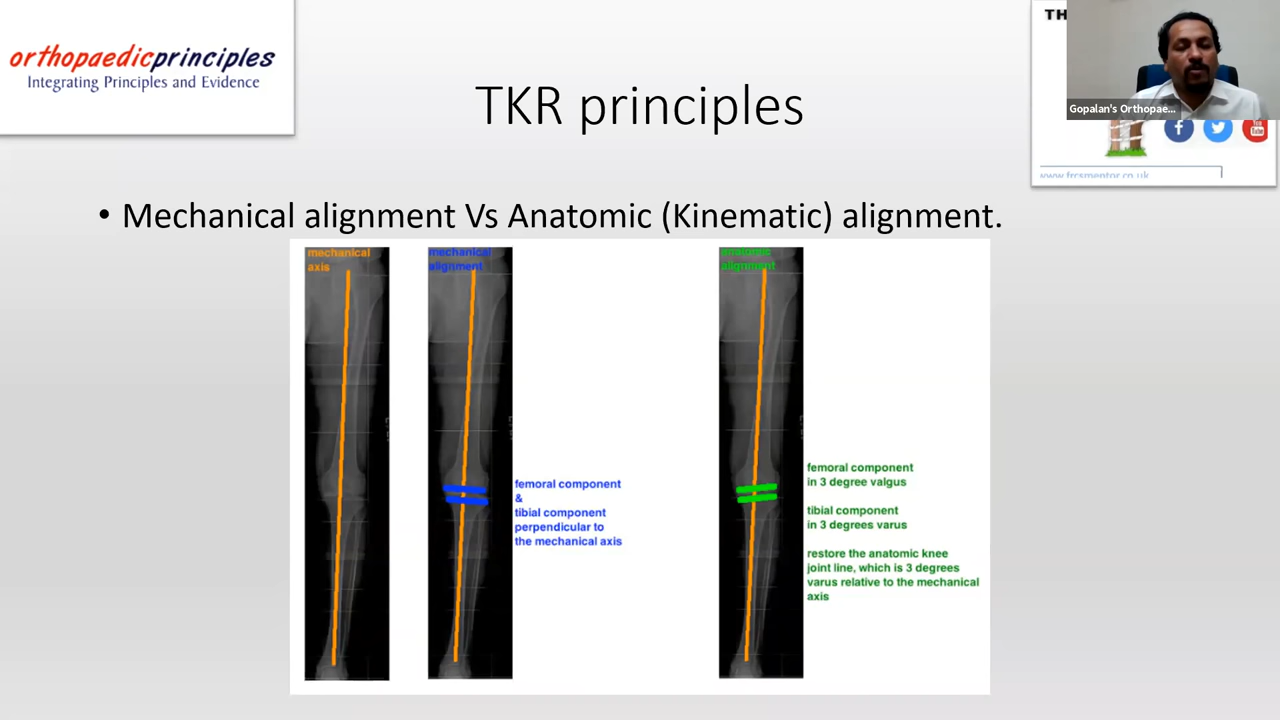 orthopaedicprinciples
Integrating Principles and Evidence
TH
Gopalan's Orthopae...
www.frcsmentor.co.uk
TKR principles
• Mechanical alignment Vs Anatomic (Kinematic) alignment.
mechanical
axis
mechanical
alignment
anatomic
alignment
femoral component
&
tibial component
perpendicular to
the mechanical axis
femoral component
in 3 degree valgus
tibial component
in 3 degrees varus
restore the anatomic knee
joint line, which is 3 degrees
varus relative to the mechanical
axis